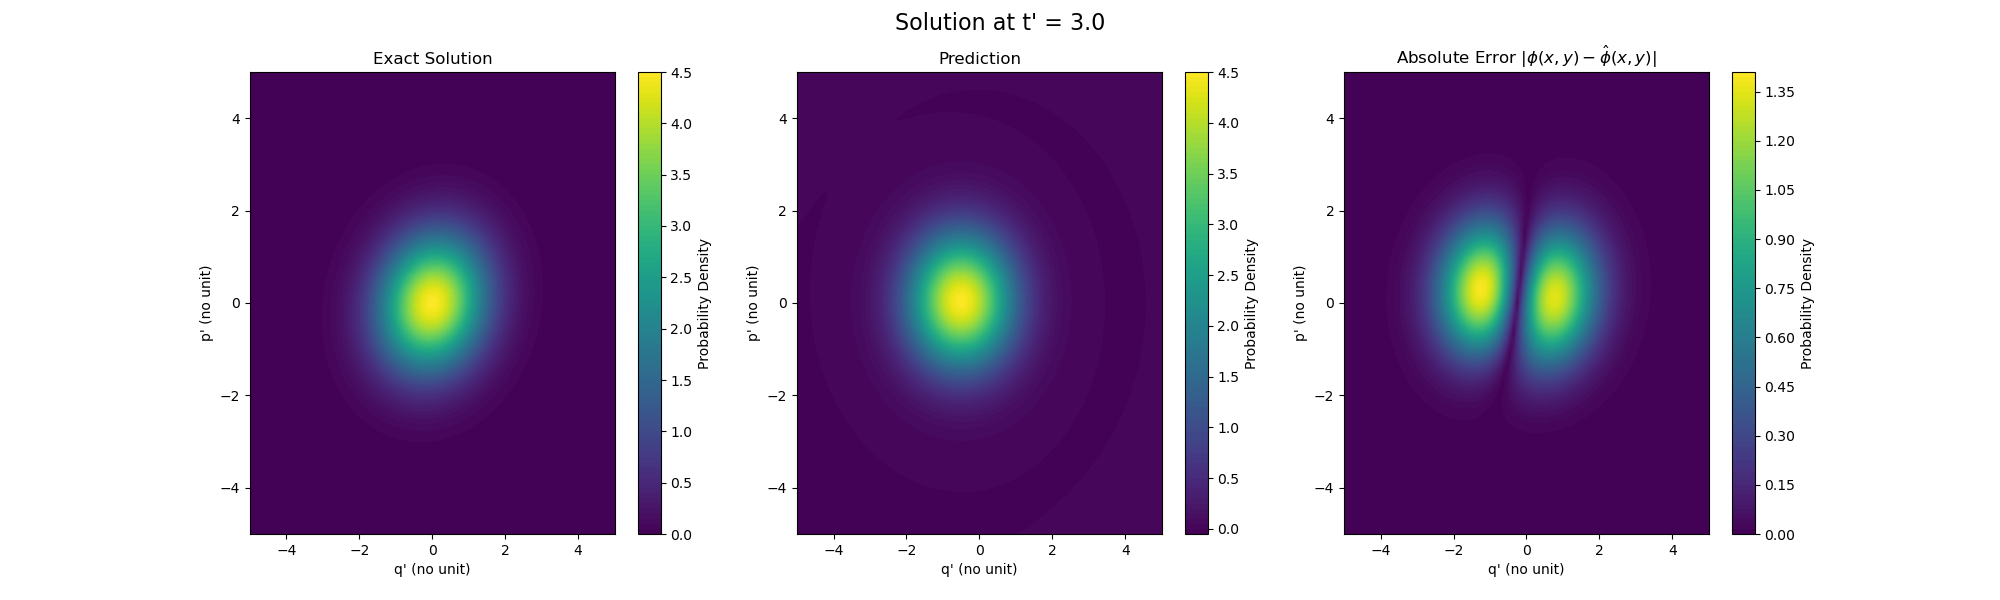 Solution at t' = 3.0
Exact Solution
p' (no unit)
4
2
0
−2
−4
−4 −2 0 2 4
q' (no unit)
4.5
4.0
3.5
3.0
2.5
2.0
1.5
1.0
0.5
0.0
Probability Density
Prediction
p' (no unit)
4
2
0
−2
−4
−4 −2 0 2 4
q' (no unit)
4.5
4.0
3.5
3.0
2.5
2.0
1.5
1.0
0.5
0.0
Probability Density
Absolute Error |ϕ(x, y) − ϕ̂(x, y)|
p' (no unit)
4
2
0
−2
−4
−4 −2 0 2 4
q' (no unit)
1.35
1.20
1.05
0.90
0.75
0.60
0.45
0.30
0.15
0.00
Probability Density